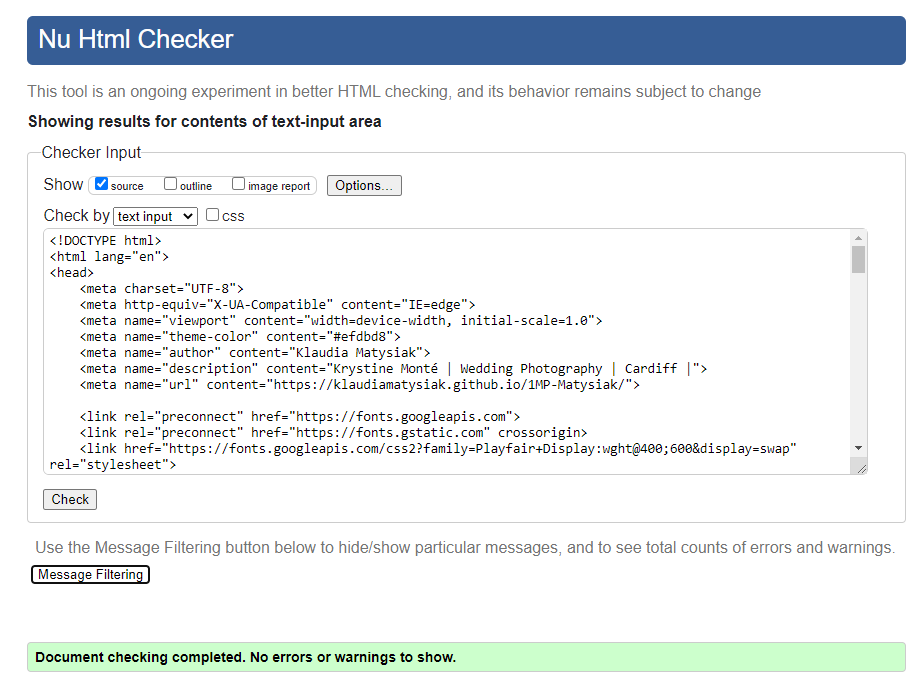 Nu Html Checker
This tool is an ongoing experiment in better HTML checking, and its behavior remains subject to change
Showing results for contents of text-input area
Checker Input
Show source outline image report Options...
Check by text input css
<!DOCTYPE html>
<html lang="en">
<head>
    <meta charset="UTF-8">
    <meta http-equiv="X-UA-Compatible" content="IE=edge">
    <meta name="viewport" content="width=device-width, initial-scale=1.0">
    <meta name="theme-color" content="#efdbd8">
    <meta name="author" content="Klaudia Matysiak">
    <meta name="description" content="Krystine Monté | Wedding Photography | Cardiff |">
    <meta name="url" content="https://klaudiamatysiak.github.io/1MP-Matysiak/">
    <link rel="preconnect" href="https://fonts.googleapis.com">
    <link rel="preconnect" href="https://fonts.gstatic.com" crossorigin>
    <link href="https://fonts.googleapis.com/css2?family=Playfair+Display:wght@400;600&display=swap"
rel="stylesheet">
Check
Use the Message Filtering button below to hide/show particular messages, and to see total counts of errors and warnings.
Message Filtering
Document checking completed. No errors or warnings to show.